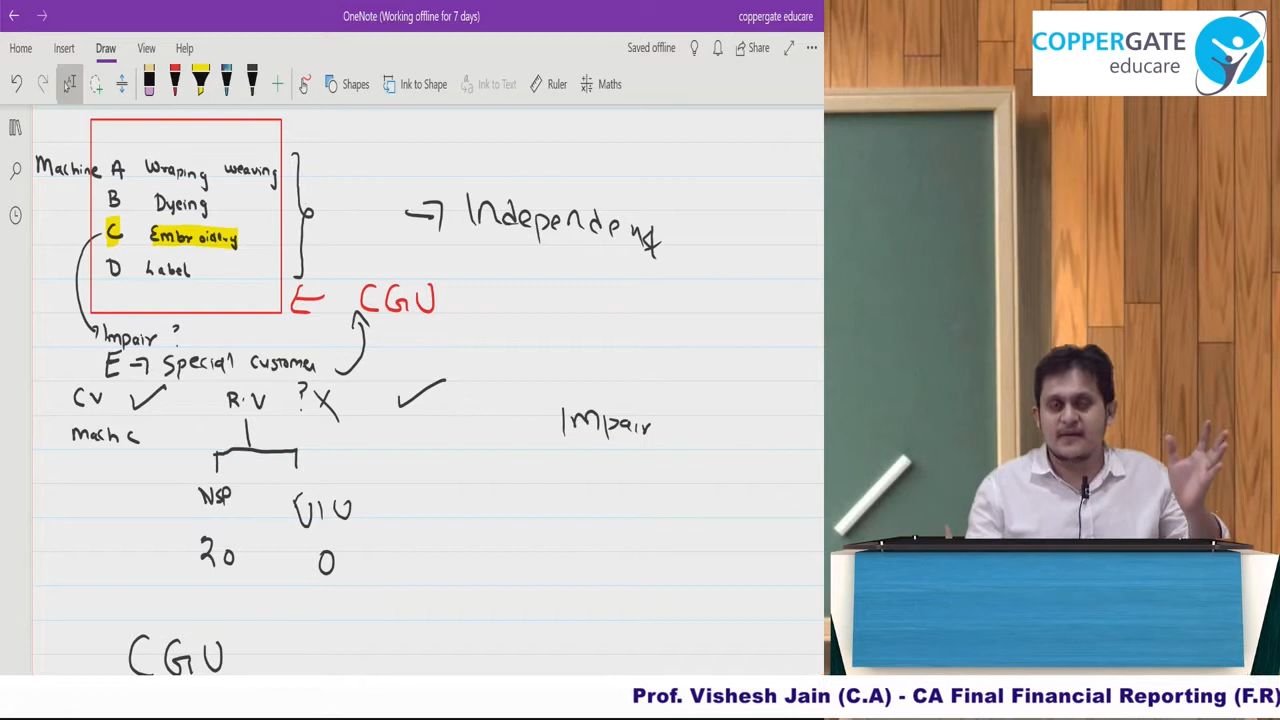 OneNote (Working offline for 7 days)
coppergate educare
Home Insert Draw View Help
Saved offline Share
Shapes Ink to Shape Ink to Text Ruler Maths
COPPERGATE
educare
Machine A Wraping weaving
B Dyeing
C Embroidery
D Label
→ Independent
E CGU
Impair ?
E → Special customer
CV ✓ R.V ? X ✓
Mach C
Impair
NSP VIU
20 0
CGU
Prof. Vishesh Jain (C.A) - CA Final Financial Reporting (F.R)